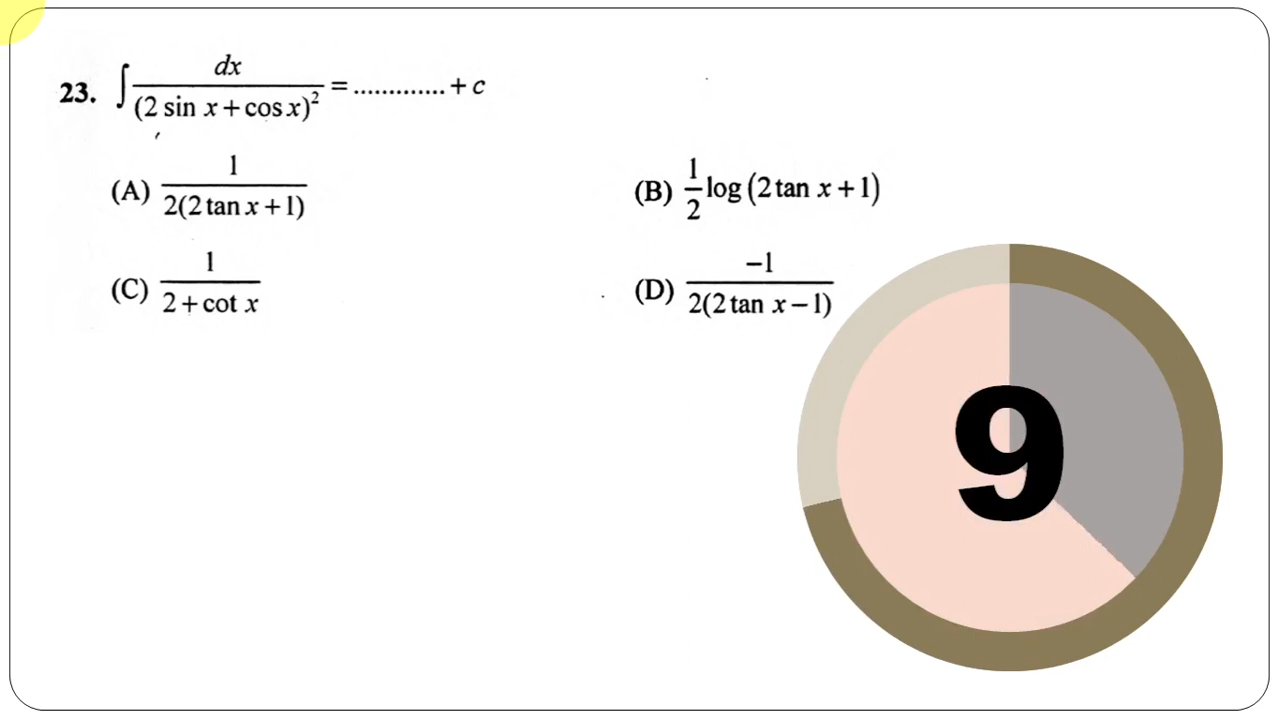 23. ∫ dx / (2 sin x + cos x)² = ............. + c
(A) 1 / 2(2 tan x + 1)
(B) 1/2 log (2 tan x + 1)
(C) 1 / 2 + cot x
(D) −1 / 2(2 tan x − 1)
9